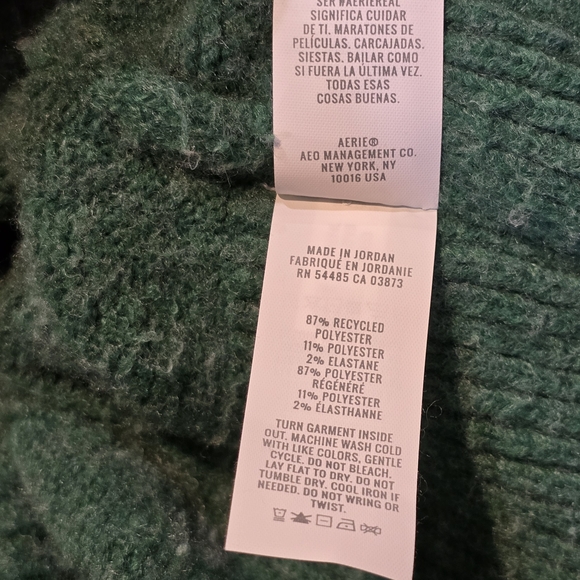 SER #AERIEREAL
SIGNIFICA CUIDAR
DE TI. MARATONES DE
PELÍCULAS. CARCAJADAS.
SIESTAS. BAILAR COMO
SI FUERA LA ÚLTIMA VEZ.
TODAS ESAS
COSAS BUENAS.
AERIE®
AEO MANAGEMENT CO.
NEW YORK, NY
10016 USA
MADE IN JORDAN
FABRIQUÉ EN JORDANIE
RN 54485 CA 03873
87% RECYCLED
POLYESTER
11% POLYESTER
2% ELASTANE
87% POLYESTER
RÉGÉNÉRÉ
11% POLYESTER
2% ÉLASTHANNE
TURN GARMENT INSIDE
OUT. MACHINE WASH COLD
WITH LIKE COLORS, GENTLE
CYCLE. DO NOT BLEACH.
LAY FLAT TO DRY. DO NOT
TUMBLE DRY. COOL IRON IF
NEEDED. DO NOT WRING OR
TWIST.